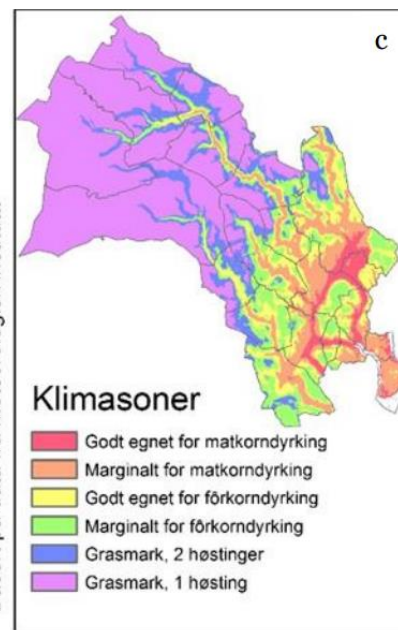 c
Klimasoner
Godt egnet for matkorndyrking
Marginalt for matkorndyrking
Godt egnet for fôrkorndyrking
Marginalt for fôrkorndyrking
Grasmark, 2 høstinger
Grasmark, 1 høsting